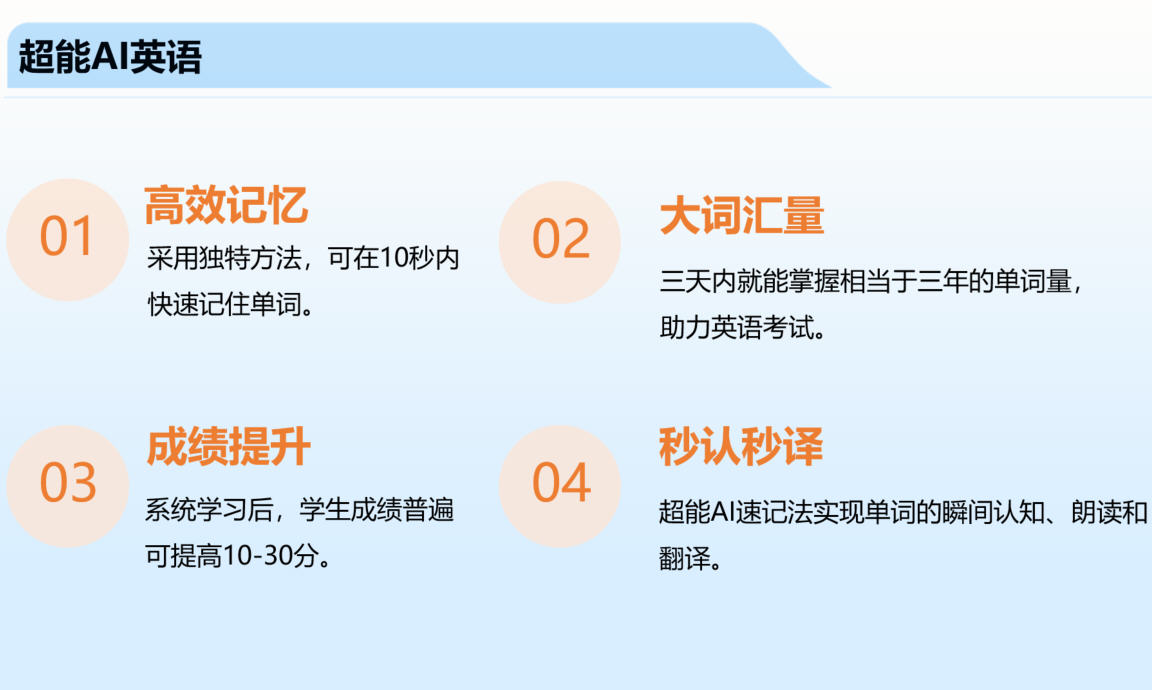 超能AI英语
01
高效记忆
采用独特方法，可在10秒内
快速记住单词。
02
大词汇量
三天内就能掌握相当于三年的单词量，
助力英语考试。
03
成绩提升
系统学习后，学生成绩普遍
可提高10-30分。
04
秒认秒译
超能AI速记法实现单词的瞬间认知、朗读和
翻译。